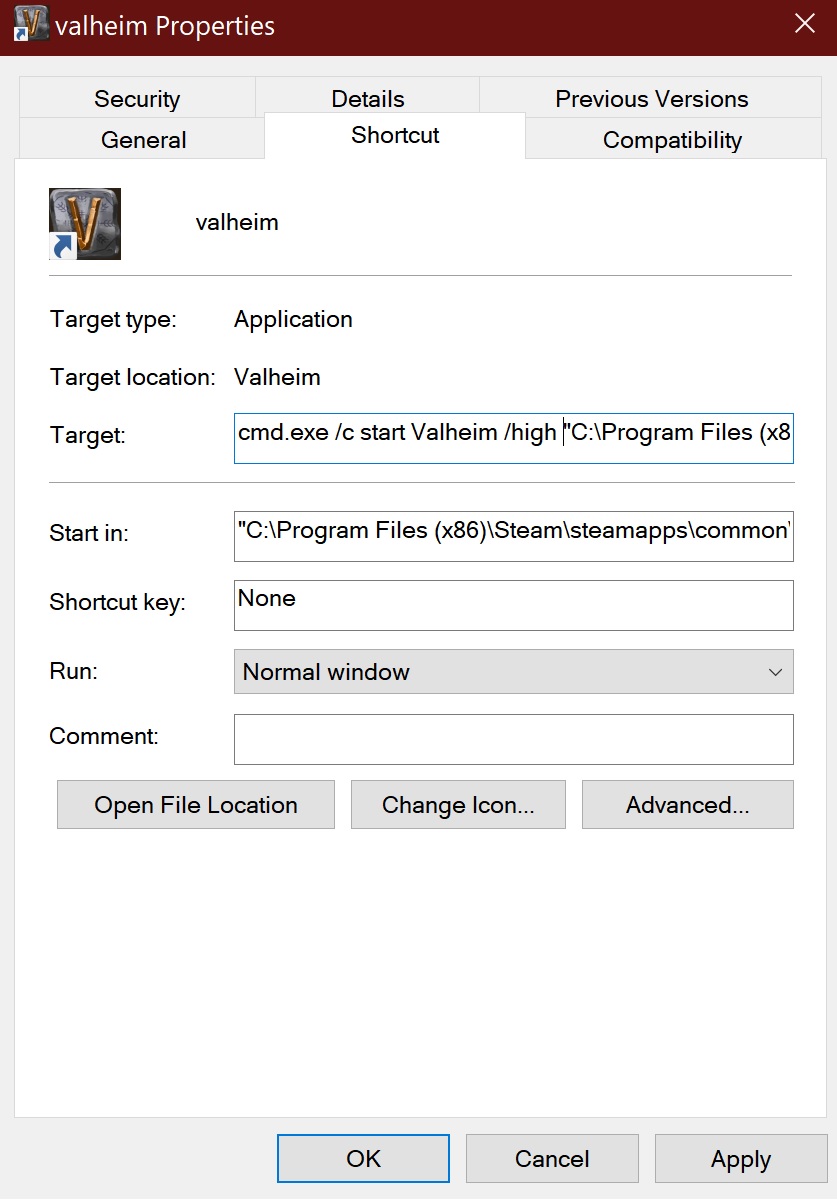 valheim Properties
Security Details Previous Versions
General Shortcut Compatibility
valheim
Target type: Application
Target location: Valheim
Target: cmd.exe /c start Valheim /high "C:\Program Files (x8
Start in: "C:\Program Files (x86)\Steam\steamapps\common\
Shortcut key: None
Run: Normal window
Comment:
Open File Location Change Icon... Advanced...
OK Cancel Apply